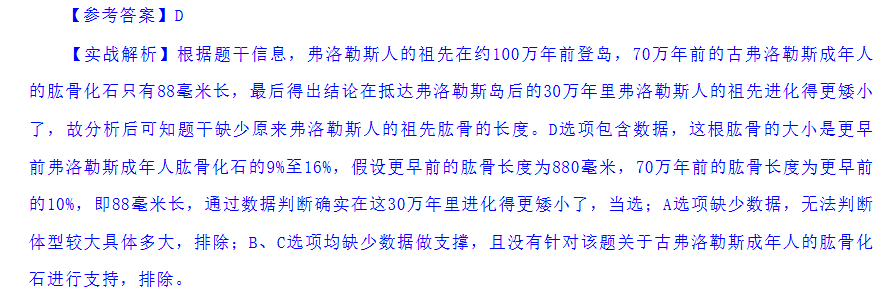 【参考答案】D
【实战解析】根据题干信息，弗洛勒斯人的祖先在约100万年前登岛，70万年前的古弗洛勒斯成年人
的肱骨化石只有88毫米长，最后得出结论在抵达弗洛勒斯岛后的30万年里弗洛勒斯人的祖先进化得更矮小
了，故分析后可知题干缺少原来弗洛勒斯人的祖先肱骨的长度。D选项包含数据，这根肱骨的大小是更早
前弗洛勒斯成年人肱骨化石的9%至16%，假设更早前的肱骨长度为880毫米，70万年前的肱骨长度为更早前
的10%，即88毫米长，通过数据判断确实在这30万年里进化得更矮小了，当选；A选项缺少数据，无法判断
体型较大具体多大，排除；B、C选项均缺少数据做支撑，且没有针对该题关于古弗洛勒斯成年人的肱骨化
石进行支持，排除。